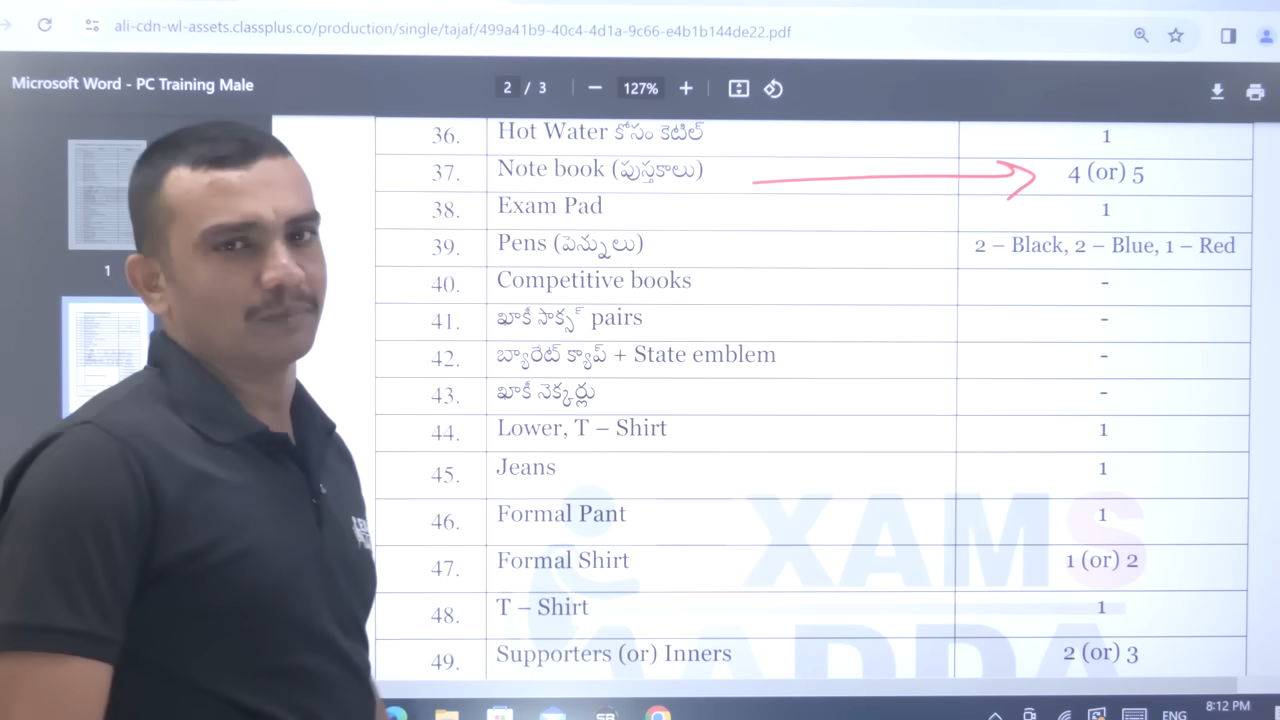 ali-cdn-wl-assets.classplus.co/production/single/tajaf/499a41b9-40c4-4d1a-9c66-e4b1b144de22.pdf
Microsoft Word - PC Training Male
2 / 3 127%
1
36. Hot Water కోసం కెటిల్ 1
37. Note book (పుస్తకాలు) 4 (or) 5
38. Exam Pad 1
39. Pens (పెన్నులు) 2 – Black, 2 – Blue, 1 – Red
40. Competitive books -
41. ఖాకీ సాక్స్ pairs -
42. బ్యారెట్ క్యాప్ + State emblem -
43. ఖాకీ నెక్కర్లు -
44. Lower, T – Shirt 1
45. Jeans 1
46. Formal Pant 1
47. Formal Shirt 1 (or) 2
48. T – Shirt 1
49. Supporters (or) Inners 2 (or) 3
XAMS
ADDA
ENG
8:12 PM